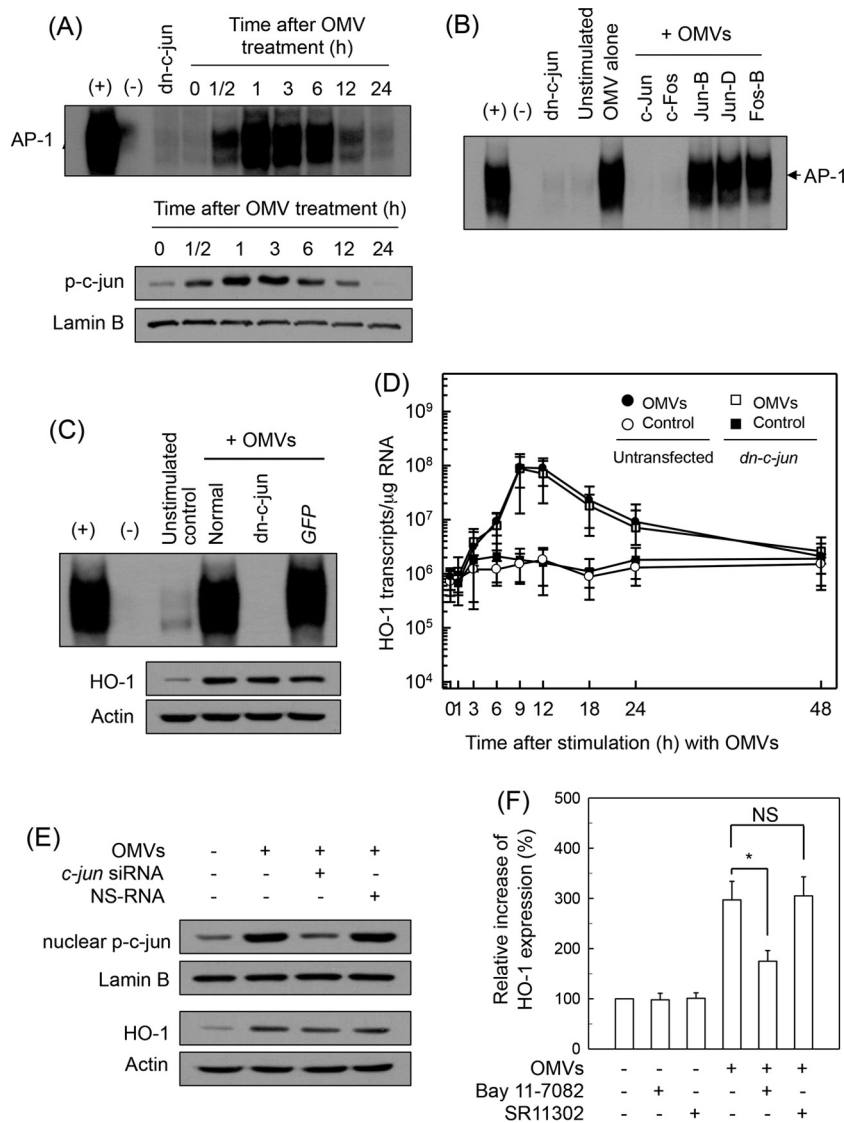 (A)
Time after OMV
treatment (h)
dn-c-jun
(+) (-) 0 1/2 1 3 6 12 24
AP-1
Time after OMV treatment (h)
0 1/2 1 3 6 12 24
p-c-jun
Lamin B
(B)
+ OMVs
(+) (-) dn-c-jun Unstimulated OMV alone c-Jun c-Fos Jun-B Jun-D Fos-B
AP-1
(C)
+ OMVs
(+) (-) Unstimulated control Normal dn-c-jun GFP
HO-1
Actin
(D)
HO-1 transcripts/μg RNA
10⁹
10⁸
10⁷
10⁶
10⁵
10⁴
OMVs OMVs
Control Control
Untransfected dn-c-jun
0 1 3 6 9 12 18 24 48
Time after stimulation (h) with OMVs
(E)
OMVs - + + +
c-jun siRNA - - + -
NS-RNA - - - +
nuclear p-c-jun
Lamin B
HO-1
Actin
(F)
Relative increase of
HO-1 expression (%)
500
400
300
200
100
0
NS
*
OMVs - - - + + +
Bay 11-7082 - + - - + -
SR11302 - - + - - +